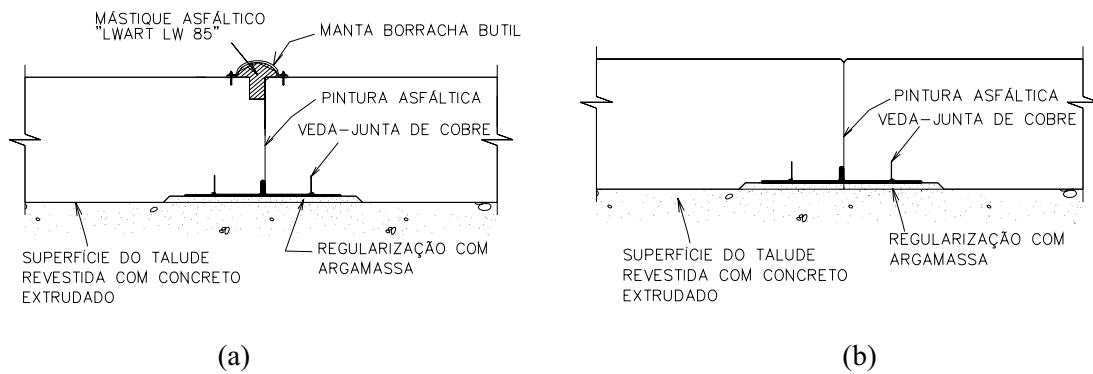 MÁSTIQUE ASFÁLTICO
"LWART LW 85"
MANTA BORRACHA BUTIL
PINTURA ASFÁLTICA
VEDA-JUNTA DE COBRE
REGULARIZAÇÃO COM
ARGAMASSA
SUPERFÍCIE DO TALUDE
REVESTIDA COM CONCRETO
EXTRUDADO
(a)
PINTURA ASFÁLTICA
VEDA-JUNTA DE COBRE
REGULARIZAÇÃO COM
ARGAMASSA
SUPERFÍCIE DO TALUDE
REVESTIDA COM CONCRETO
EXTRUDADO
(b)